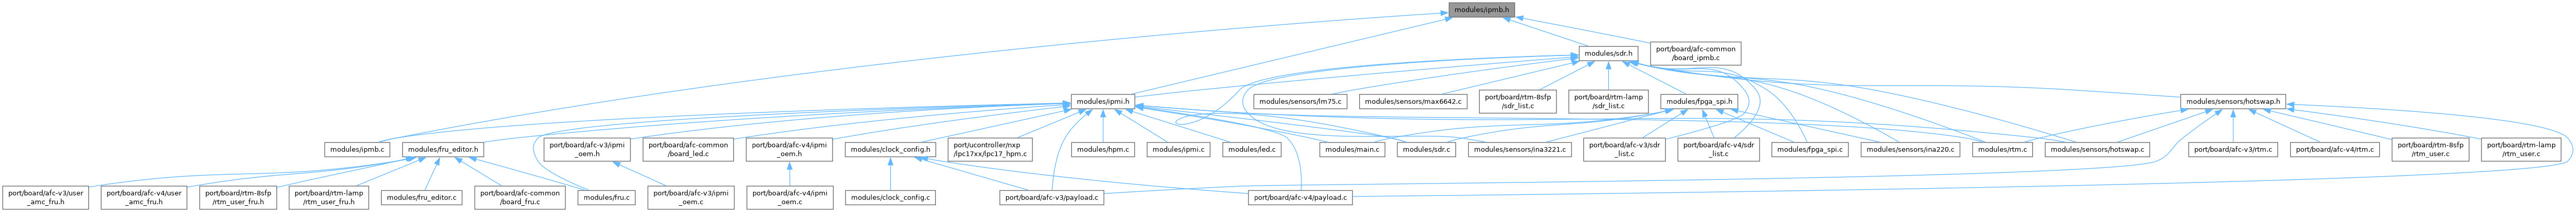 modules/ipmb.h
modules/sdr.h
port/board/afc-common
/board_ipmb.c
modules/ipmi.h
modules/sensors/lm75.c
modules/sensors/max6642.c
port/board/rtm-8sfp
/sdr_list.c
port/board/rtm-lamp
/sdr_list.c
modules/fpga_spi.h
modules/sensors/hotswap.h
modules/ipmb.c
modules/fru_editor.h
port/board/afc-v3/ipmi
_oem.h
port/board/afc-common
/board_led.c
port/board/afc-v4/ipmi
_oem.h
modules/clock_config.h
port/ucontroller/nxp
/lpc17xx/lpc17_hpm.c
modules/hpm.c
modules/ipmi.c
modules/led.c
modules/main.c
modules/sdr.c
modules/sensors/ina3221.c
port/board/afc-v3/sdr
_list.c
port/board/afc-v4/sdr
_list.c
modules/fpga_spi.c
modules/sensors/ina220.c
modules/rtm.c
modules/sensors/hotswap.c
port/board/afc-v3/rtm.c
port/board/afc-v4/rtm.c
port/board/rtm-8sfp
/rtm_user.c
port/board/rtm-lamp
/rtm_user.c
port/board/afc-v3/user
_amc_fru.h
port/board/afc-v4/user
_amc_fru.h
port/board/rtm-8sfp
/rtm_user_fru.h
port/board/rtm-lamp
/rtm_user_fru.h
modules/fru_editor.c
port/board/afc-common
/board_fru.c
modules/fru.c
port/board/afc-v3/ipmi
_oem.c
port/board/afc-v4/ipmi
_oem.c
modules/clock_config.c
port/board/afc-v3/payload.c
port/board/afc-v4/payload.c